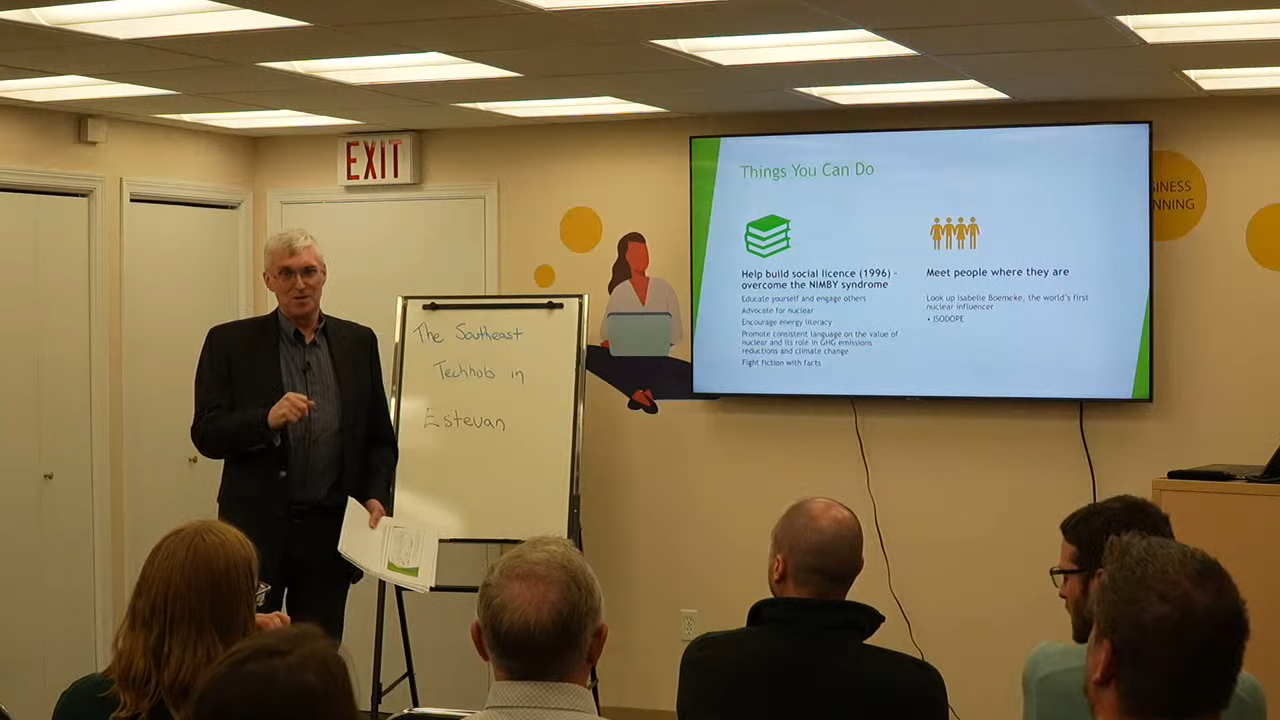 EXIT
The Southeast
Techhub in
Estevan
Things You Can Do
Help build social licence (1996) –
overcome the NIMBY syndrome
Educate yourself and engage others
Advocate for nuclear
Encourage energy literacy
Promote consistent language on the value of
nuclear and its role in GHG emissions
reductions and climate change
Fight fiction with facts
Meet people where they are
Look up Isabelle Boemeke, the world's first
nuclear influencer
• ISODOPE
INESS
NNING